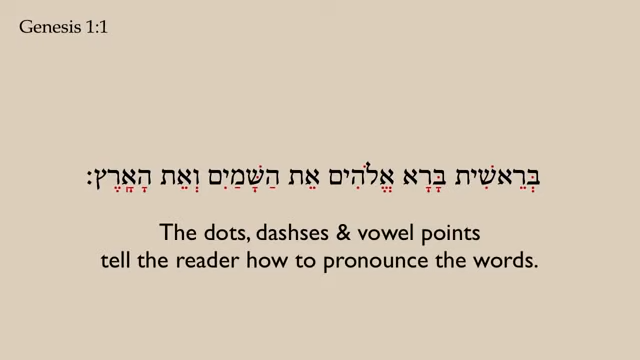 Genesis 1:1
בְּרֵאשִׁית בָּרָא אֱלֹהִים אֵת הַשָּׁמַיִם וְאֵת הָאָרֶץ:
The dots, dashses & vowel points
tell the reader how to pronounce the words.